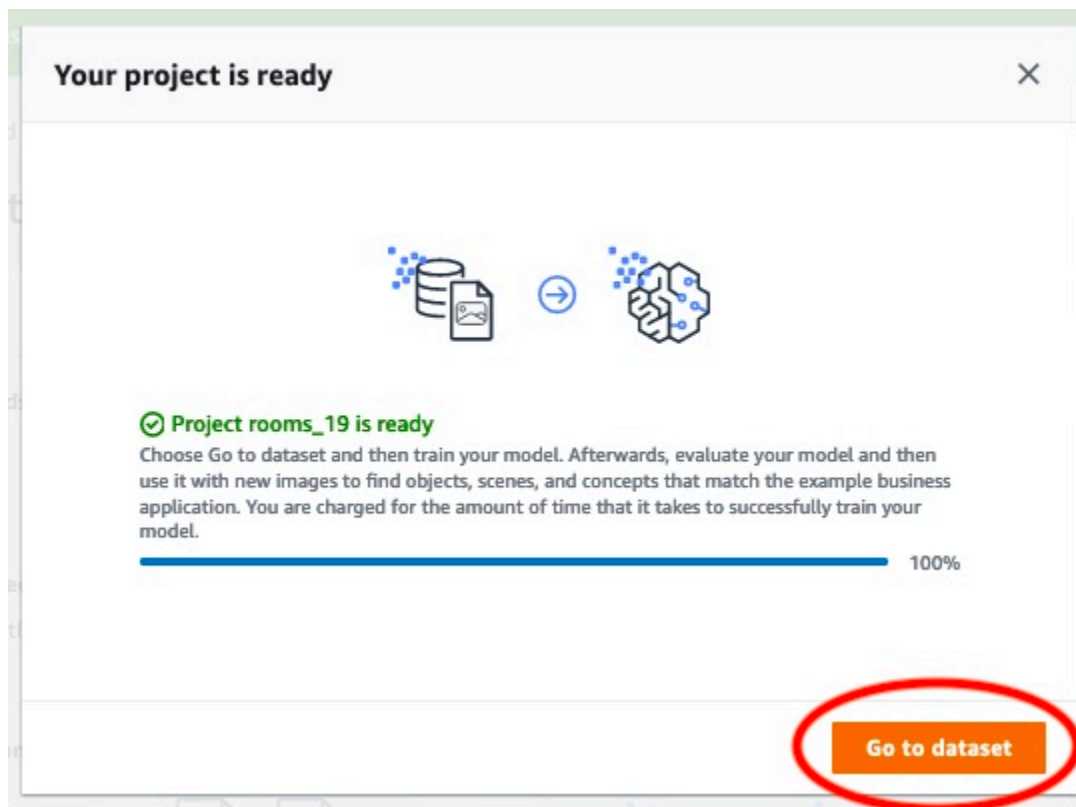 Your project is ready
Project rooms_19 is ready
Choose Go to dataset and then train your model. Afterwards, evaluate your model and then
use it with new images to find objects, scenes, and concepts that match the example business
application. You are charged for the amount of time that it takes to successfully train your
model.
100%
Go to dataset